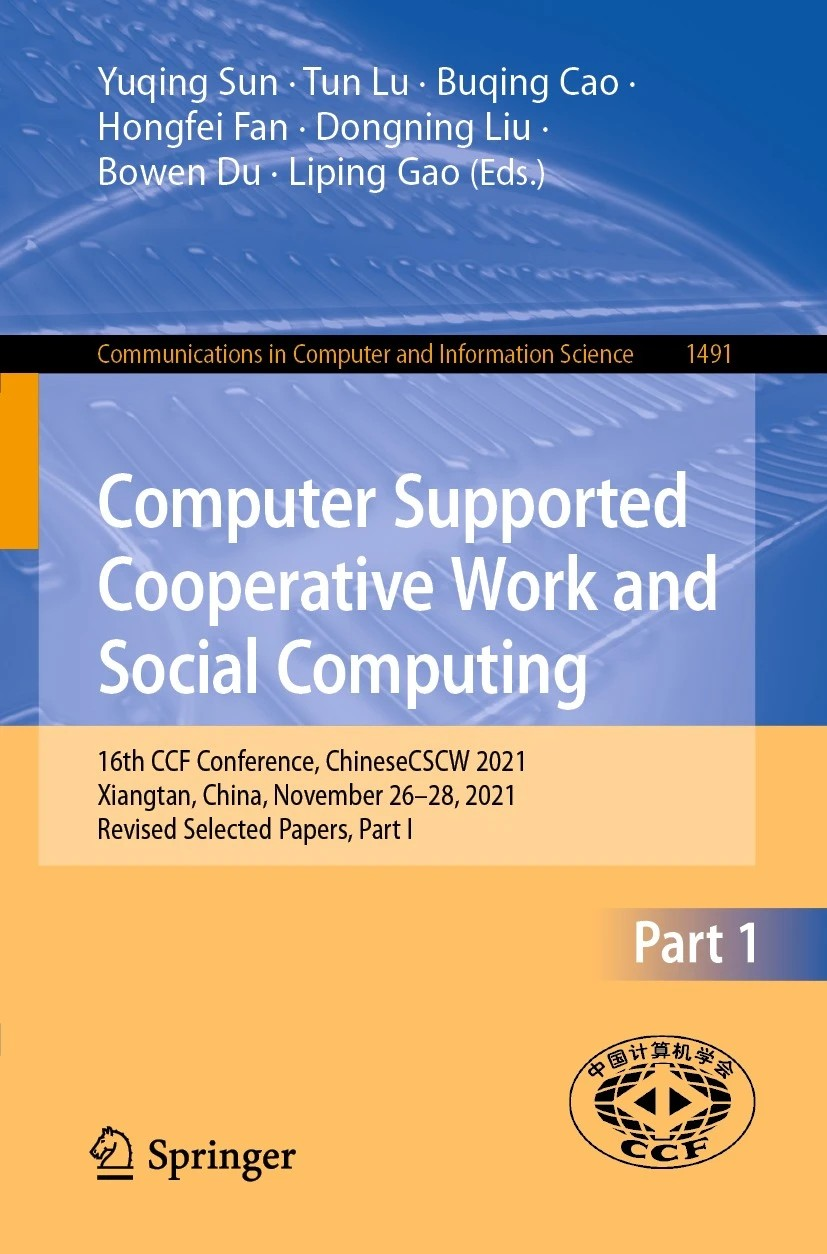 Yuqing Sun · Tun Lu · Buqing Cao ·
Hongfei Fan · Dongning Liu ·
Bowen Du · Liping Gao (Eds.)
Communications in Computer and Information Science 1491
Computer Supported
Cooperative Work and
Social Computing
16th CCF Conference, ChineseCSCW 2021
Xiangtan, China, November 26–28, 2021
Revised Selected Papers, Part I
Part 1
中国计算机学会
CCF
Springer